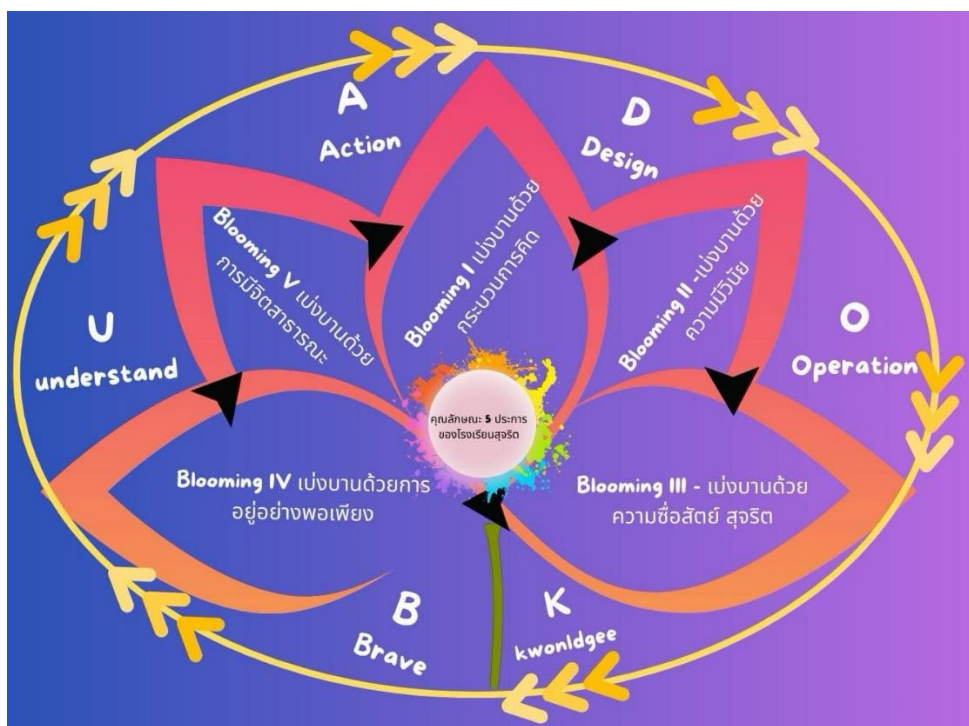 A
Action
D
Design
O
Operation
K
kwonldgee
B
Brave
U
understand
Blooming I เบ่งบานด้วย
กระบวนการคิด
Blooming II -เบ่งบานด้วย
ความมีวินัย
Blooming III - เบ่งบานด้วย
ความซื่อสัตย์ สุจริต
Blooming IV เบ่งบานด้วยการ
อยู่อย่างพอเพียง
Blooming V เบ่งบานด้วย
การมีจิตสาธารณะ
คุณลักษณะ 5 ประการ
ของโรงเรียนสุจริต